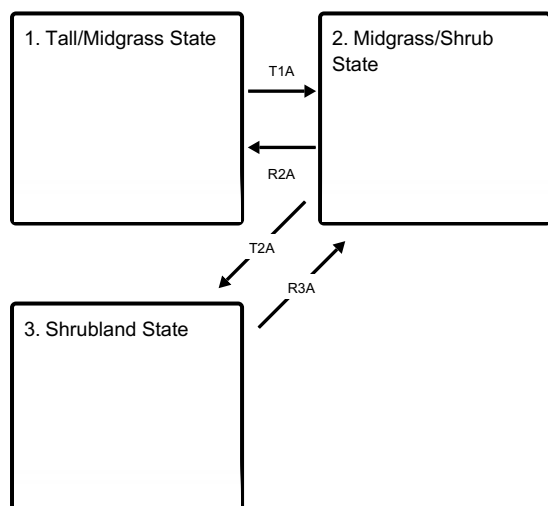 1. Tall/Midgrass State
2. Midgrass/Shrub
State
T1A
R2A
T2A
R3A
3. Shrubland State